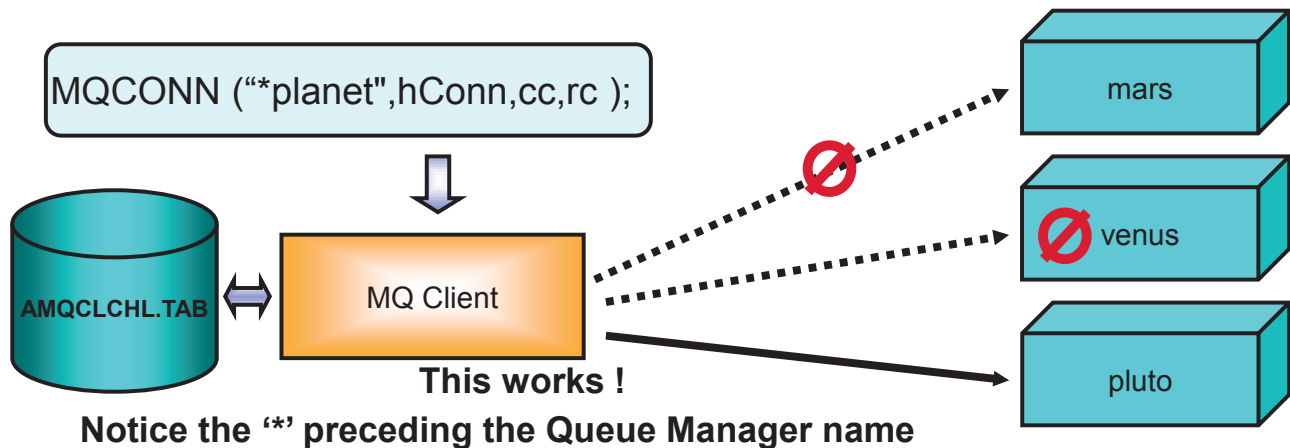 MQCONN (“*planet",hConn,cc,rc );
mars
venus
AMQCLCHL.TAB
MQ Client
pluto
This works !
Notice the ‘*’ preceding the Queue Manager name